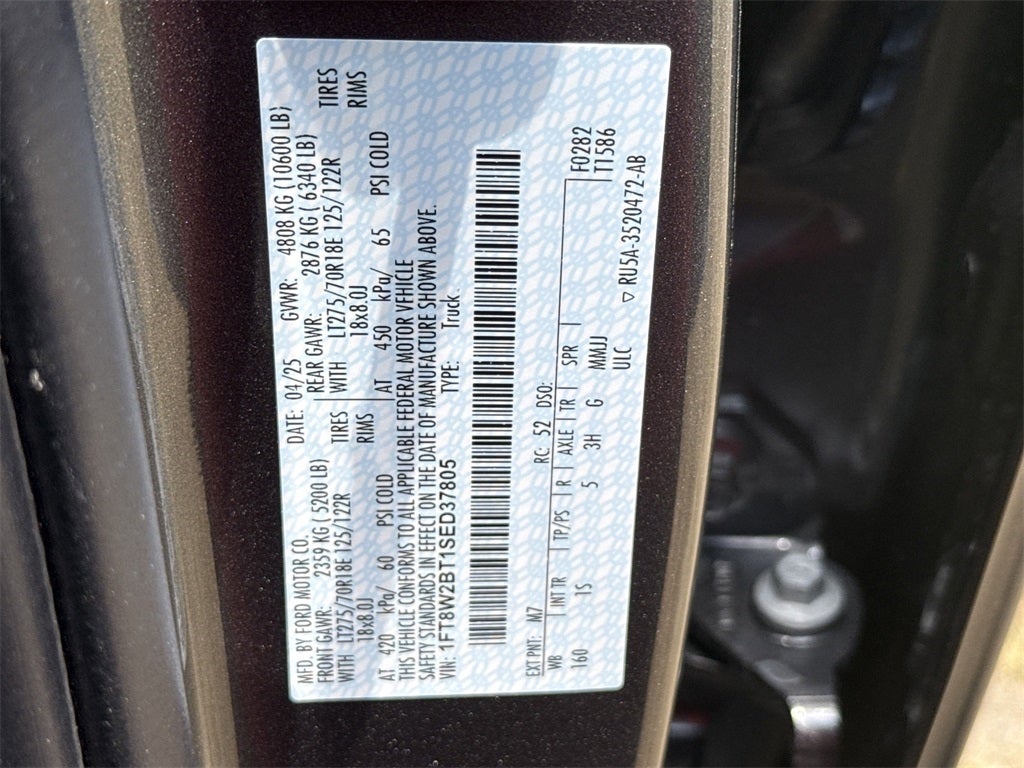 MFD. BY FORD MOTOR CO.
DATE: 04/25 GVWR: 4808 KG (10600 LB)
FRONT GAWR: 2359 KG ( 5200 LB)
REAR GAWR: 2876 KG ( 6340 LB)
WITH LT275/70R18E 125/122R TIRES
WITH LT275/70R18E 125/122R TIRES
18x8.0J RIMS
18x8.0J RIMS
AT 420 kPa/ 60 PSI COLD
AT 450 kPa/ 65 PSI COLD
THIS VEHICLE CONFORMS TO ALL APPLICABLE FEDERAL MOTOR VEHICLE
SAFETY STANDARDS IN EFFECT ON THE DATE OF MANUFACTURE SHOWN ABOVE.
VIN: 1FT8W2BT1SED37805 TYPE: Truck
EXT PNT: M7 RC: 52 DSO:
WB INT TR TP/PS R AXLE TR SPR F0282
160 1S 5 3H G MMJJ T1586
ULC
▽ RU5A-3520472-AB